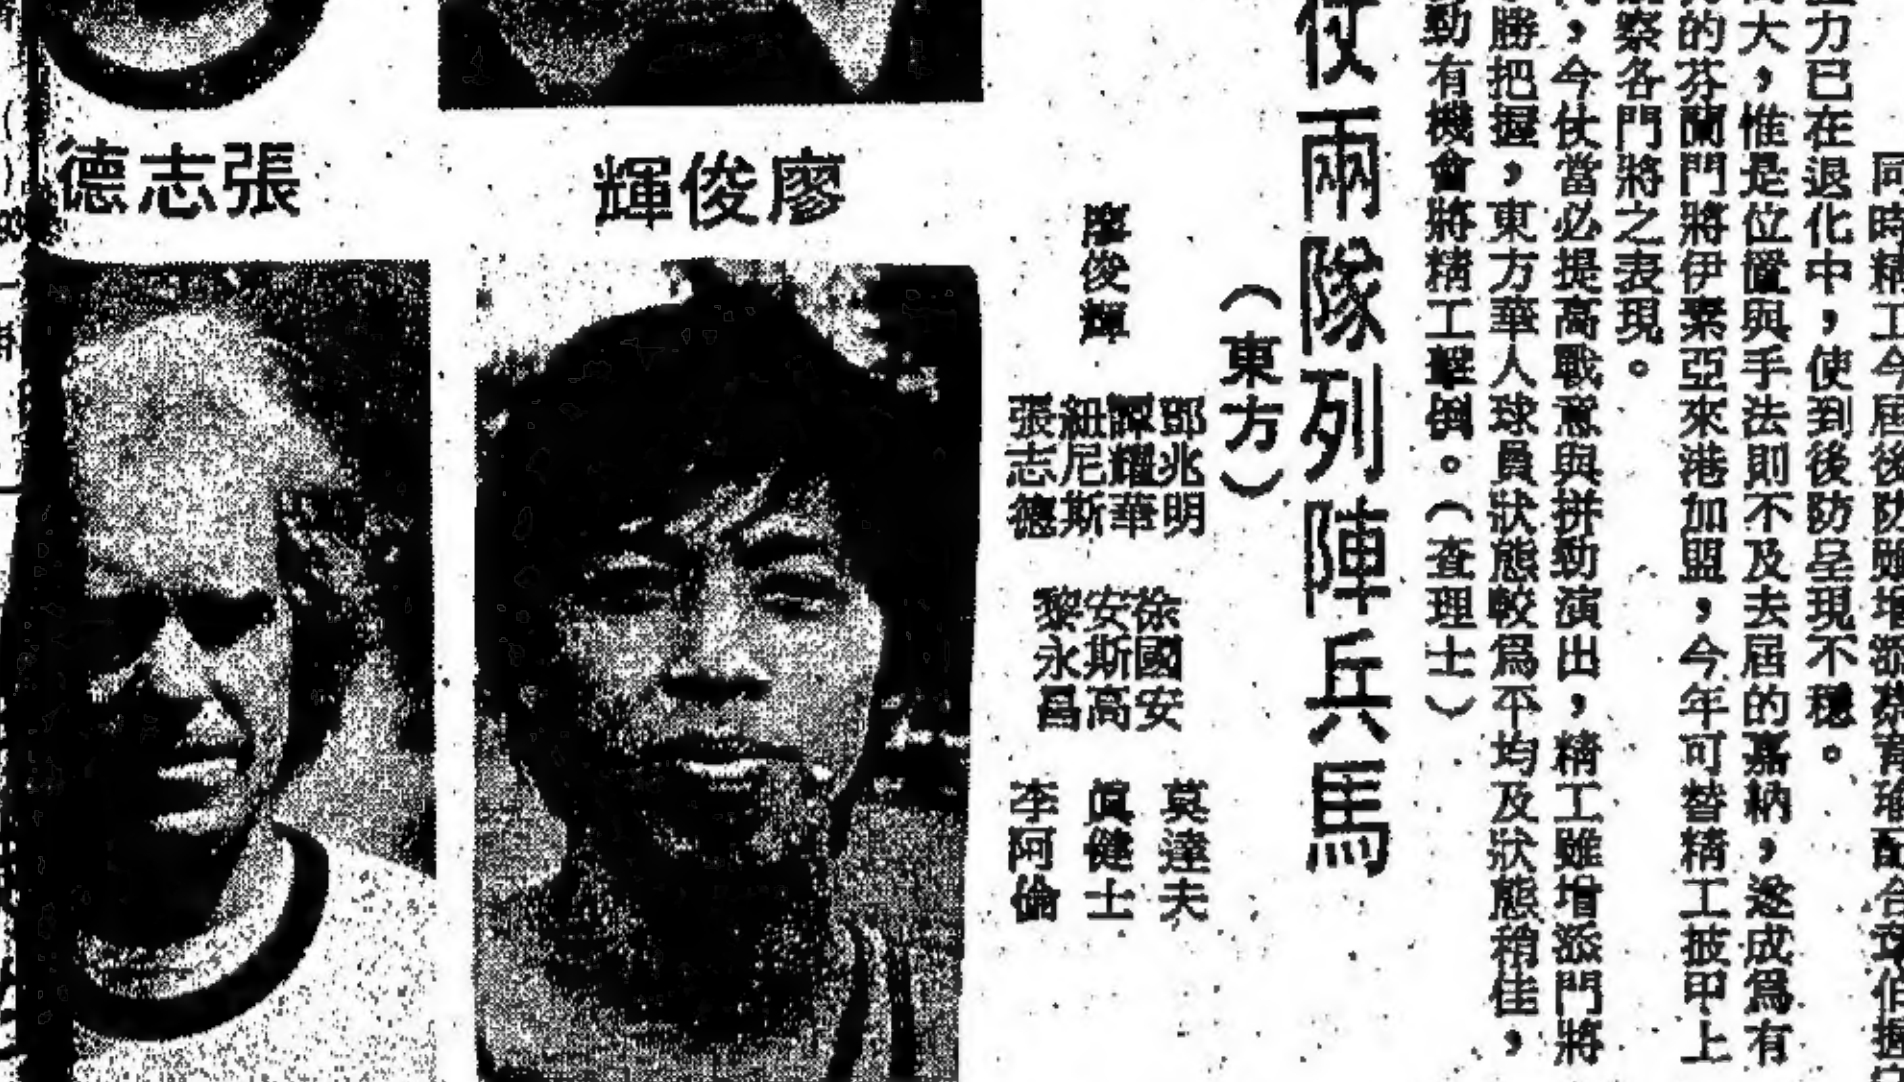 同時精工今屆後防雖增添
力已在退化中，使到後防呈現不穩。
大，惟是位置與手法則不及去屆的嘉納，遂成為有
的芬蘭門將伊冧亞來港加盟，今年可替精工披甲上
察各門將之表現。
，今仗當必提高戰意與拼勁演出，精工雖增添門將
勝把握，東方華人球員狀態較為不均及狀態稍佳，
動有機會將精工擊倒。（查理士）
仗兩隊列陣兵馬
（東方）
廖俊輝
鄧兆明
譚耀華
紐尼斯
張志德
徐國安
安斯高
黎永昌
莫達夫
真健士
李阿倫
廖俊輝
張志德